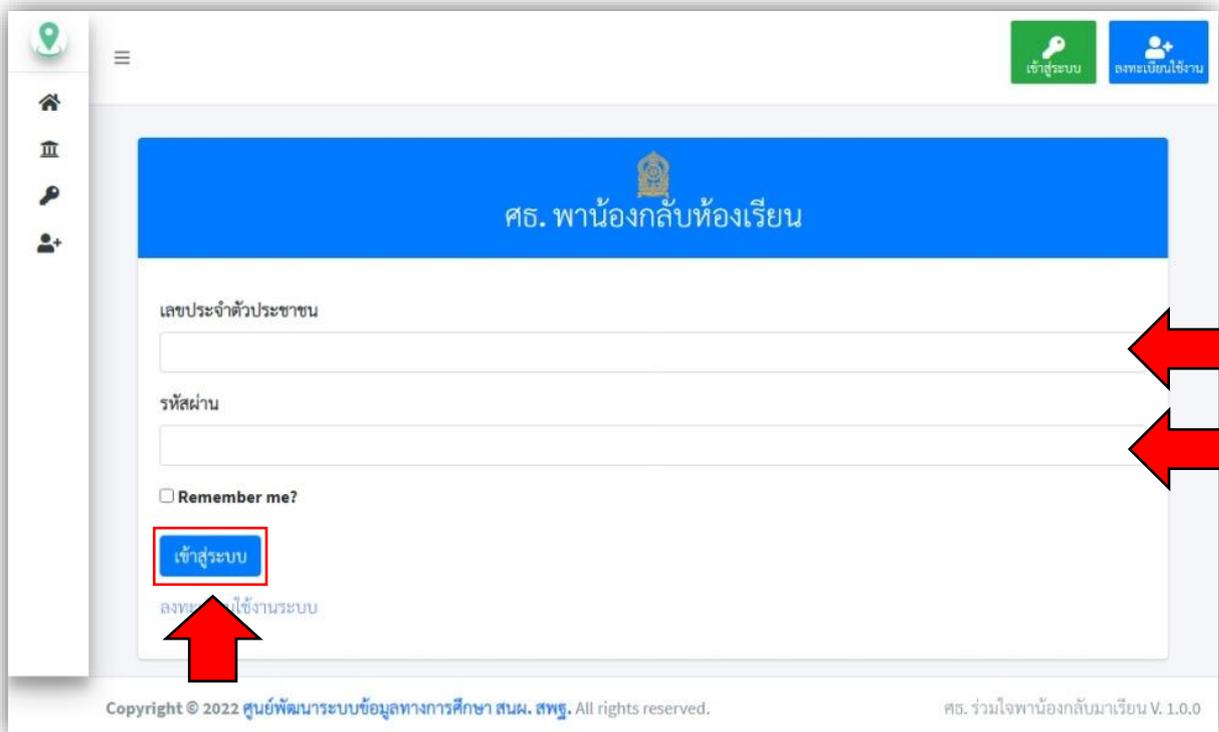 เข้าสู่ระบบ
ลงทะเบียนใช้งาน
ศธ. พาน้องกลับห้องเรียน
เลขประจำตัวประชาชน
รหัสผ่าน
Remember me?
เข้าสู่ระบบ
ใช้งานระบบ
Copyright © 2022 ศูนย์พัฒนาระบบข้อมูลทางการศึกษา สนผ. สพฐ. All rights reserved.
ศธ. ร่วมใจพาน้องกลับมาเรียน V. 1.0.0